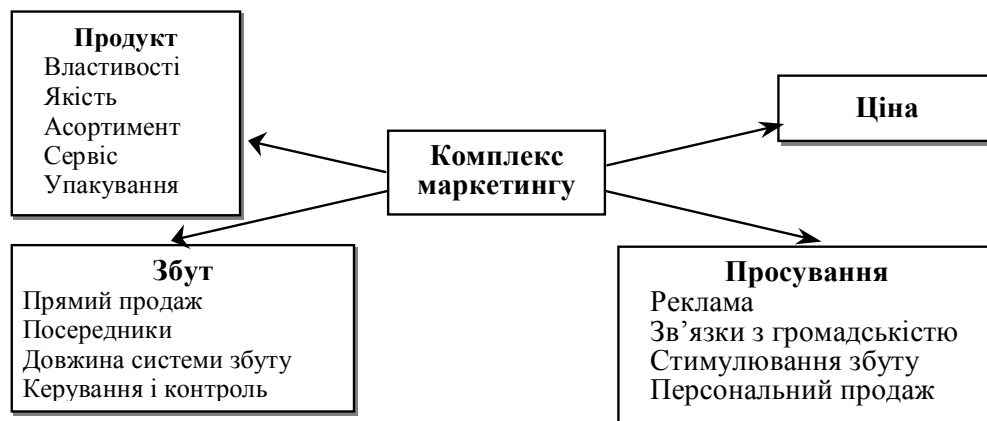 Продукт
Властивості
Якість
Асортимент
Сервіс
Упакування
Ціна
Комплекс
маркетингу
Збут
Прямий продаж
Посередники
Довжина системи збуту
Керування і контроль
Просування
Реклама
Зв’язки з громадськістю
Стимулювання збуту
Персональний продаж